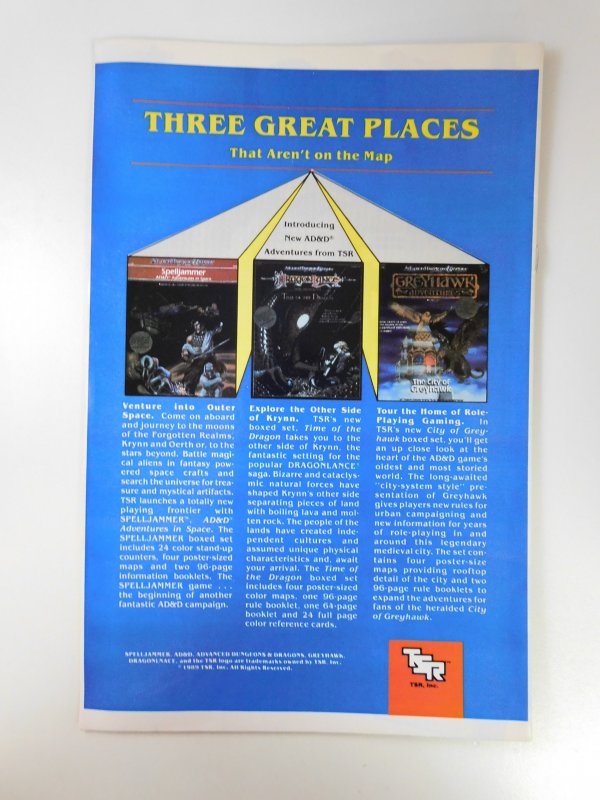 THREE GREAT PLACES
That Aren't on the Map
Introducing
New AD&D®
Adventures from TSR
Advanced Dungeons & Dragons
Spelljammer
AD&D Adventures in Space
Advanced Dungeons & Dragons
DRAGONLANCE
TIME OF THE DRAGON
Advanced Dungeons & Dragons
GREYHAWK
ADVENTURES
The City of
Greyhawk
Venture into Outer
Space. Come on aboard
and journey to the moons
of the Forgotten Realms,
Krynn and Oerth or, to the
stars beyond. Battle magi-
cal aliens in fantasy pow-
ered space crafts and
search the universe for trea-
sure and mystical artifacts.
TSR launches a totally new
playing frontier with
SPELLJAMMER™, AD&D®
Adventures in Space. The
SPELLJAMMER boxed set
includes 24 color stand-up
counters, four poster-sized
maps and two 96-page
information booklets. The
SPELLJAMMER game . . .
the beginning of another
fantastic AD&D campaign.
Explore the Other Side
of Krynn. TSR's new
boxed set, Time of the
Dragon takes you to the
other side of Krynn, the
fantastic setting for the
popular DRAGONLANCE®
saga. Bizarre and cataclys-
mic natural forces have
shaped Krynn's other side
separating pieces of land
with boiling lava and mol-
ten rock. The people of the
lands have created inde-
pendent cultures and
assumed unique physical
characteristics and, await
your arrival. The Time of
the Dragon boxed set
includes four poster-sized
color maps, one 96-page
rule booklet, one 64-page
booklet and 24 full page
color reference cards.
Tour the Home of Role-
Playing Gaming. In
TSR's new City of Grey-
hawk boxed set, you'll get
an up close look at the
heart of the AD&D game's
oldest and most storied
world. The long-awaited
"city-system style" pre-
sentation of Greyhawk
gives players new rules for
urban campaigning and
new information for years
of role-playing in and
around this legendary
medieval city. The set con-
tains four poster-size
maps providing rooftop
detail of the city and two
96-page rule booklets to
expand the adventures for
fans of the heralded City
of Greyhawk.
SPELLJAMMER, AD&D, ADVANCED DUNGEONS & DRAGONS, GREYHAWK,
DRAGONLNACE, and the TSR logo are trademarks owned by TSR, Inc.
© 1989 TSR, Inc. All Rights Reserved.
TSR™
TSR, Inc.